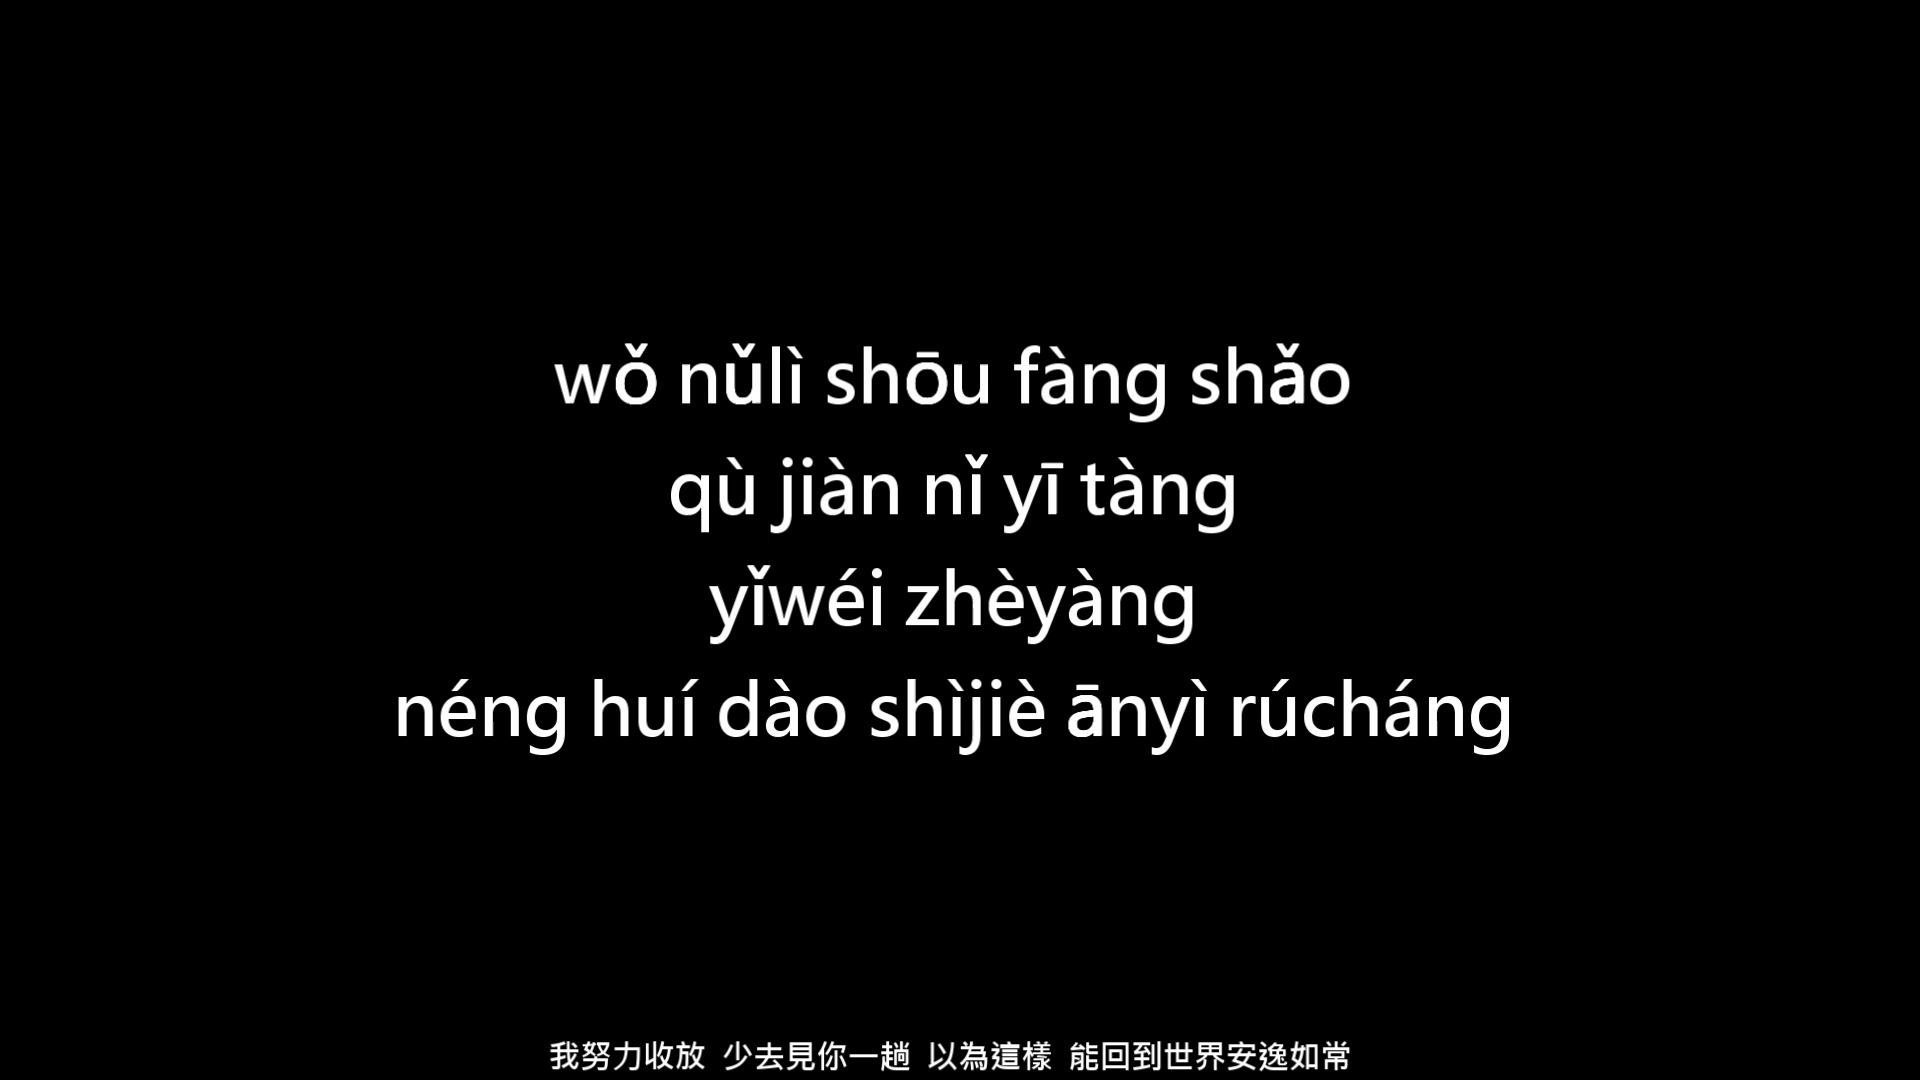 wǒ nǔlì shōu fàng shǎo
qù jiàn nǐ yī tàng
yǐwéi zhèyàng
néng huí dào shìjiè ānyì rúcháng
我努力收放 少去見你一趟 以為這樣 能回到世界安逸如常